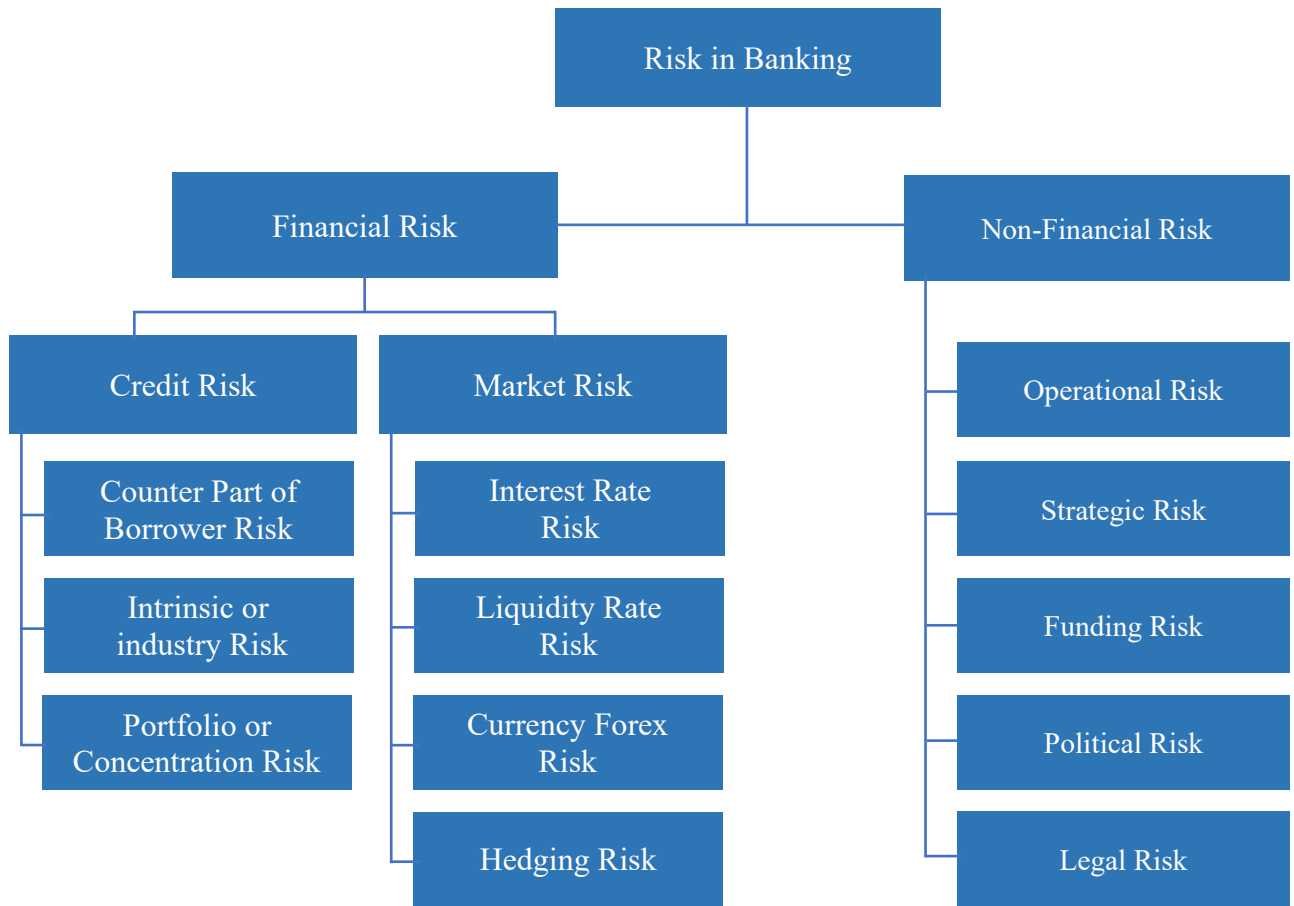 Risk in Banking
Financial Risk
Non-Financial Risk
Credit Risk
Counter Part of
Borrower Risk
Intrinsic or
industry Risk
Portfolio or
Concentration Risk
Market Risk
Interest Rate
Risk
Liquidity Rate
Risk
Currency Forex
Risk
Hedging Risk
Operational Risk
Strategic Risk
Funding Risk
Political Risk
Legal Risk